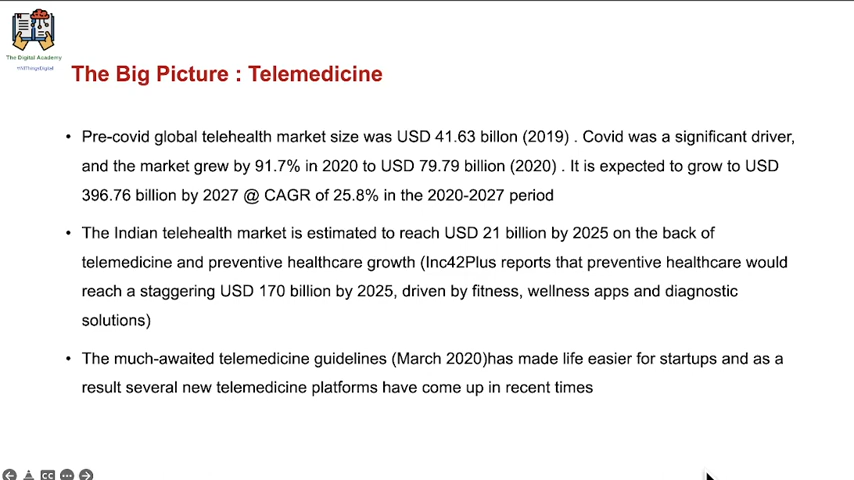 The Digital Academy
#AllThingsDigital
The Big Picture : Telemedicine
• Pre-covid global telehealth market size was USD 41.63 billon (2019) . Covid was a significant driver,
and the market grew by 91.7% in 2020 to USD 79.79 billion (2020) . It is expected to grow to USD
396.76 billion by 2027 @ CAGR of 25.8% in the 2020-2027 period
• The Indian telehealth market is estimated to reach USD 21 billion by 2025 on the back of
telemedicine and preventive healthcare growth (Inc42Plus reports that preventive healthcare would
reach a staggering USD 170 billion by 2025, driven by fitness, wellness apps and diagnostic
solutions)
• The much-awaited telemedicine guidelines (March 2020)has made life easier for startups and as a
result several new telemedicine platforms have come up in recent times
CC